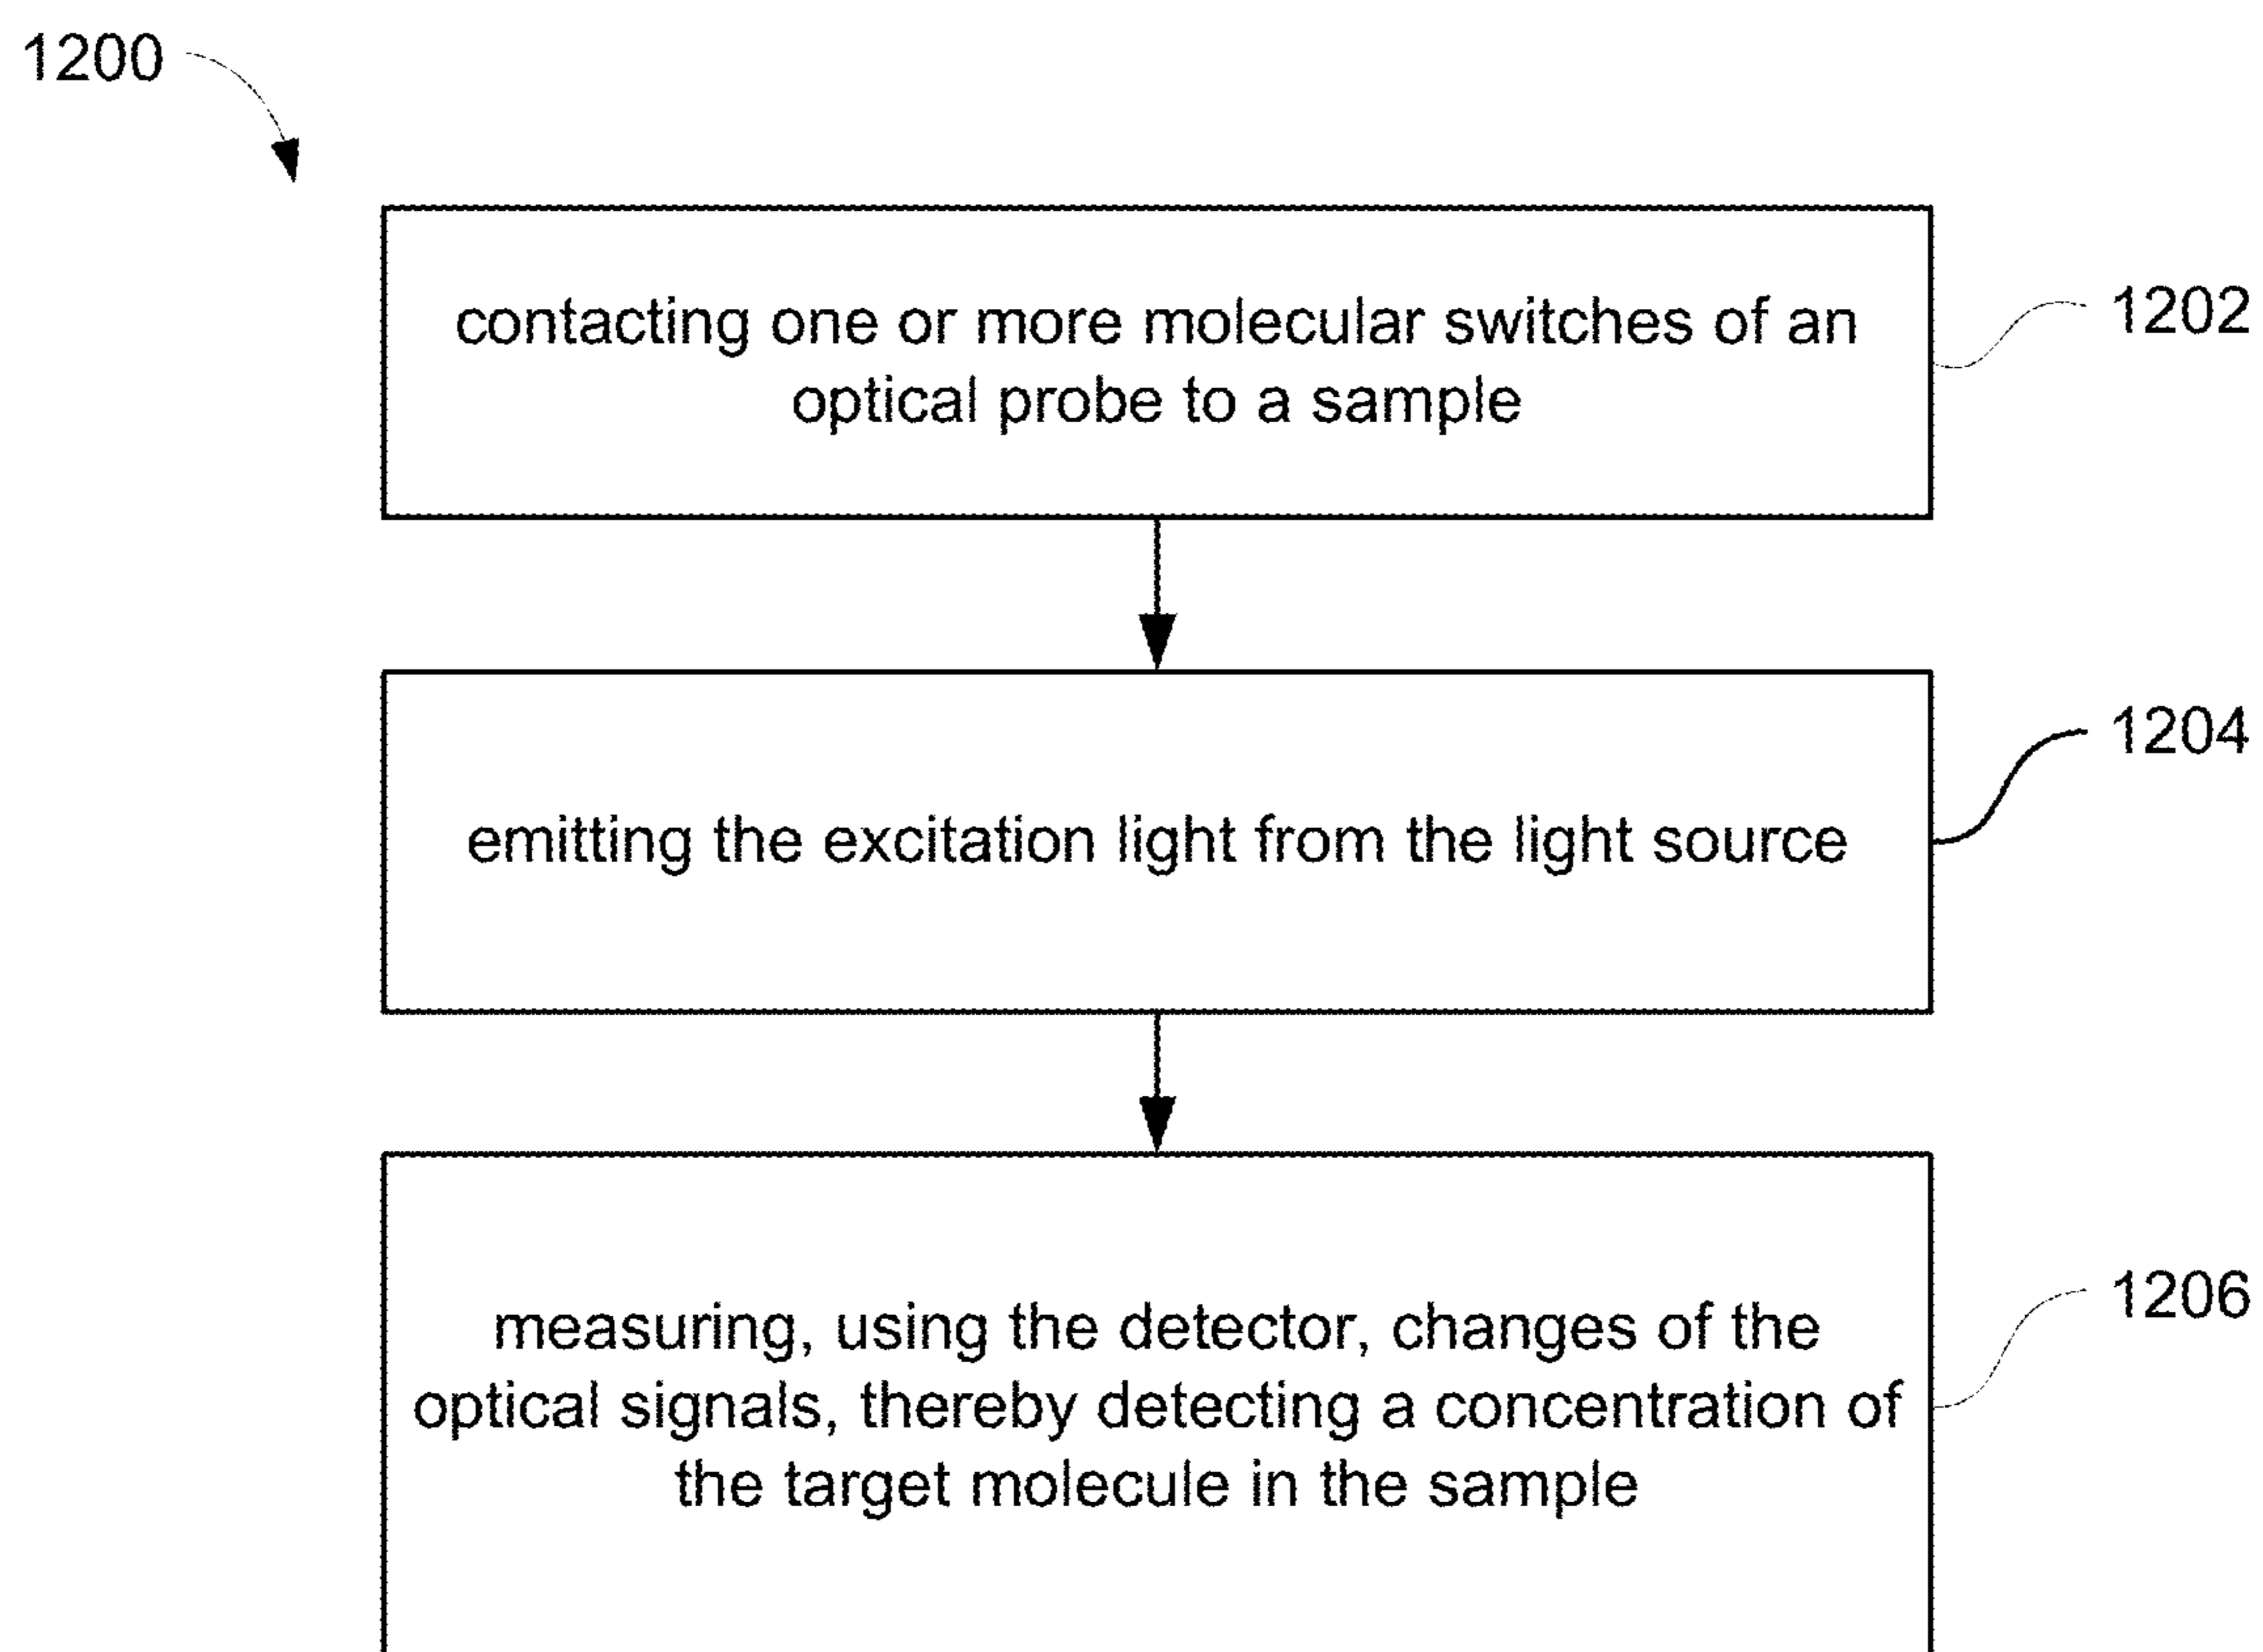 1200
contacting one or more molecular switches of an
optical probe to a sample
1202
emitting the excitation light from the light source
1204
measuring, using the detector, changes of the
optical signals, thereby detecting a concentration of
the target molecule in the sample
1206